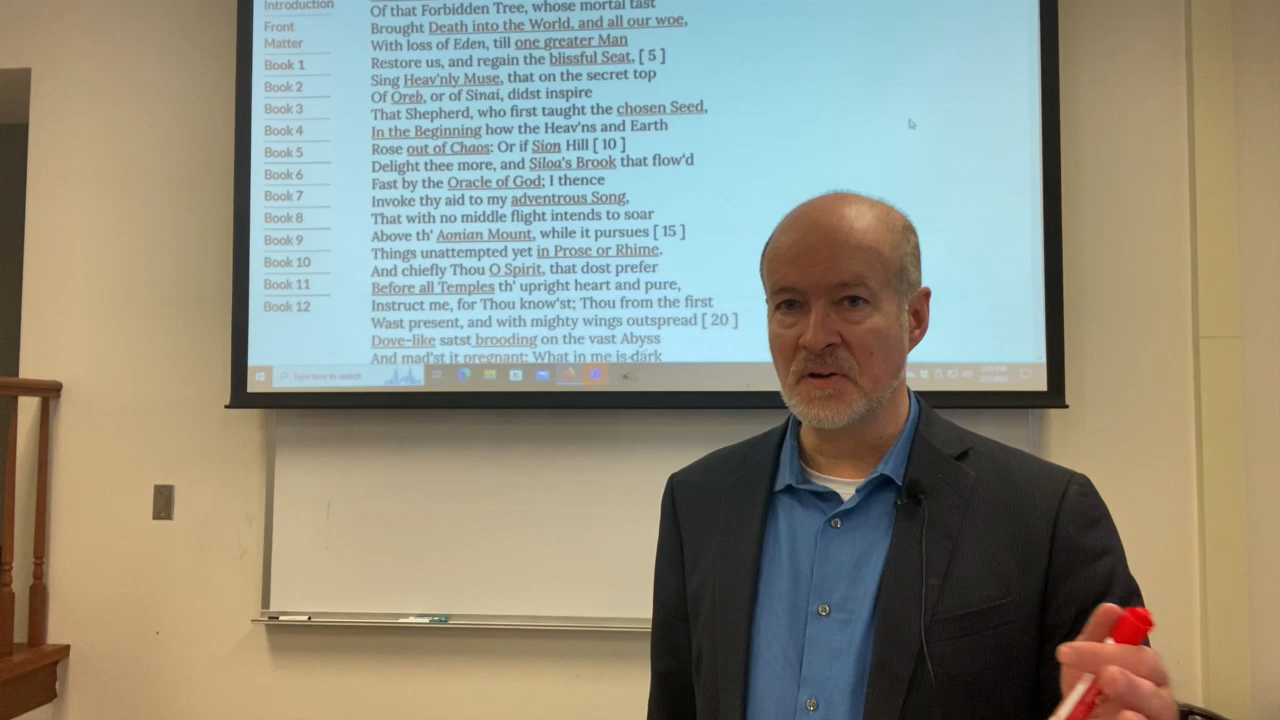 Introduction
Front
Matter
Book 1
Book 2
Book 3
Book 4
Book 5
Book 6
Book 7
Book 8
Book 9
Book 10
Book 11
Book 12
Of that Forbidden Tree, whose mortal tast
Brought Death into the World, and all our woe,
With loss of Eden, till one greater Man
Restore us, and regain the blissful Seat, [ 5 ]
Sing Heav'nly Muse, that on the secret top
Of Oreb, or of Sinai, didst inspire
That Shepherd, who first taught the chosen Seed,
In the Beginning how the Heav'ns and Earth
Rose out of Chaos: Or if Sion Hill [ 10 ]
Delight thee more, and Siloa's Brook that flow'd
Fast by the Oracle of God; I thence
Invoke thy aid to my adventrous Song,
That with no middle flight intends to soar
Above th' Aonian Mount, while it pursues [ 15 ]
Things unattempted yet in Prose or Rhime.
And chiefly Thou O Spirit, that dost prefer
Before all Temples th' upright heart and pure,
Instruct me, for Thou know'st; Thou from the first
Wast present, and with mighty wings outspread [ 20 ]
Dove-like satst brooding on the vast Abyss
And mad'st it pregnant: What in me is dark
Type here to search